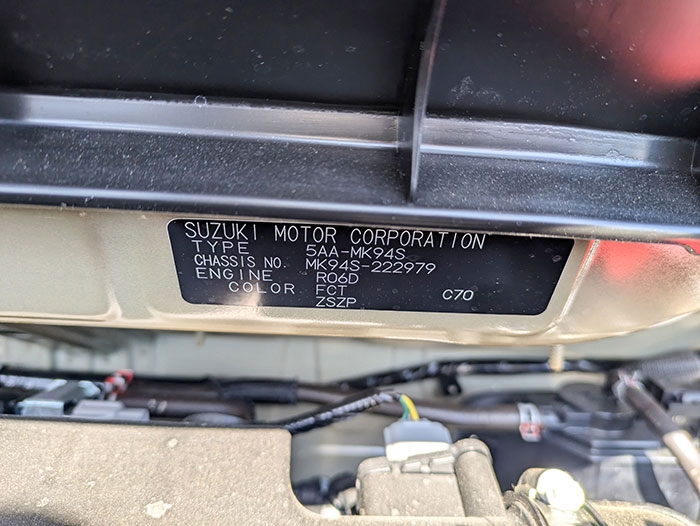 SUZUKI MOTOR CORPORATION
TYPE 5AA-MK94S
CHASSIS NO. MK94S-222979
ENGINE R06D
COLOR FCT C70
ZSZP